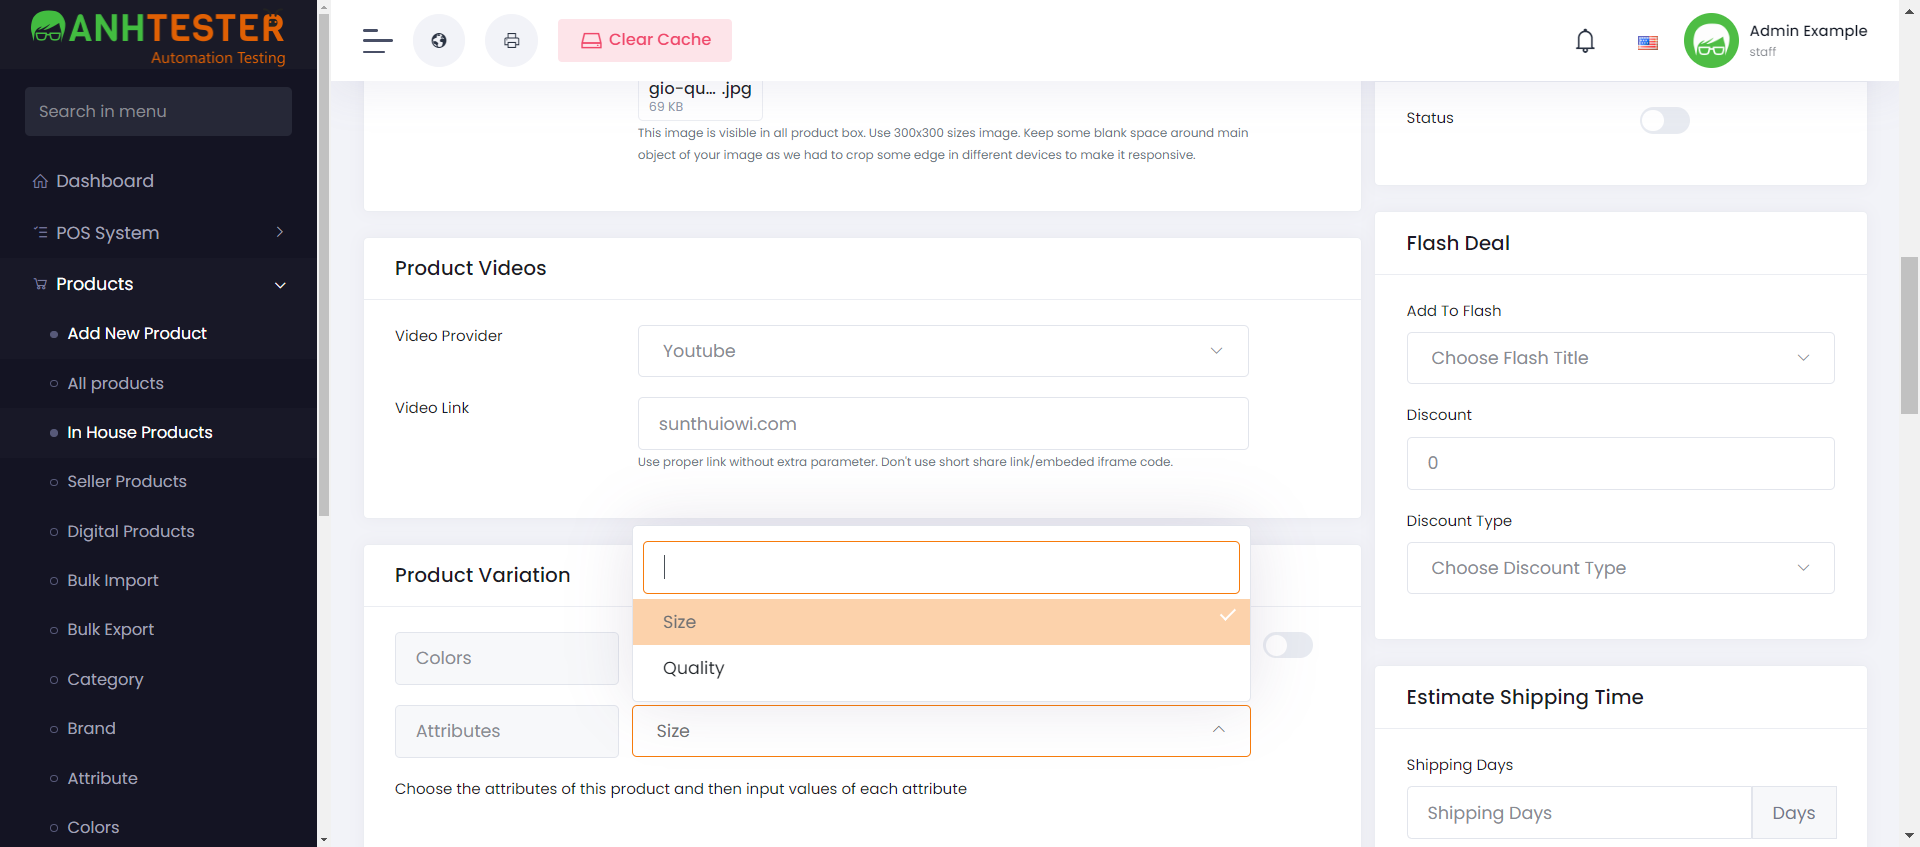 ANHTESTER
Automation Testing
Search in menu
Dashboard
POS System
Products
Add New Product
All products
In House Products
Seller Products
Digital Products
Bulk Import
Bulk Export
Category
Brand
Attribute
Colors
Clear Cache
Admin Example
staff
gio-qu... .jpg
69 KB
This image is visible in all product box. Use 300x300 sizes image. Keep some blank space around main
object of your image as we had to crop some edge in different devices to make it responsive.
Product Videos
Video Provider
Youtube
Video Link
sunthuiowi.com
Use proper link without extra parameter. Don't use short share link/embeded iframe code.
Product Variation
Size
Quality
Colors
Attributes
Size
Choose the attributes of this product and then input values of each attribute
Status
Flash Deal
Add To Flash
Choose Flash Title
Discount
0
Discount Type
Choose Discount Type
Estimate Shipping Time
Shipping Days
Shipping Days
Days